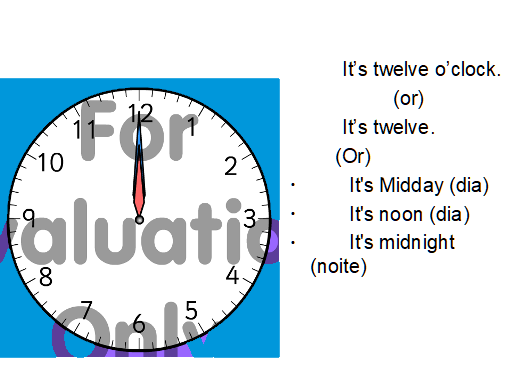 It's twelve o'clock.
(or)
It's twelve.
(Or)
• It's Midday (dia)
• It's noon (dia)
• It's midnight
(noite)
12
1
2
3
4
5
6
7
8
9
10
11
For
valuatio
Only